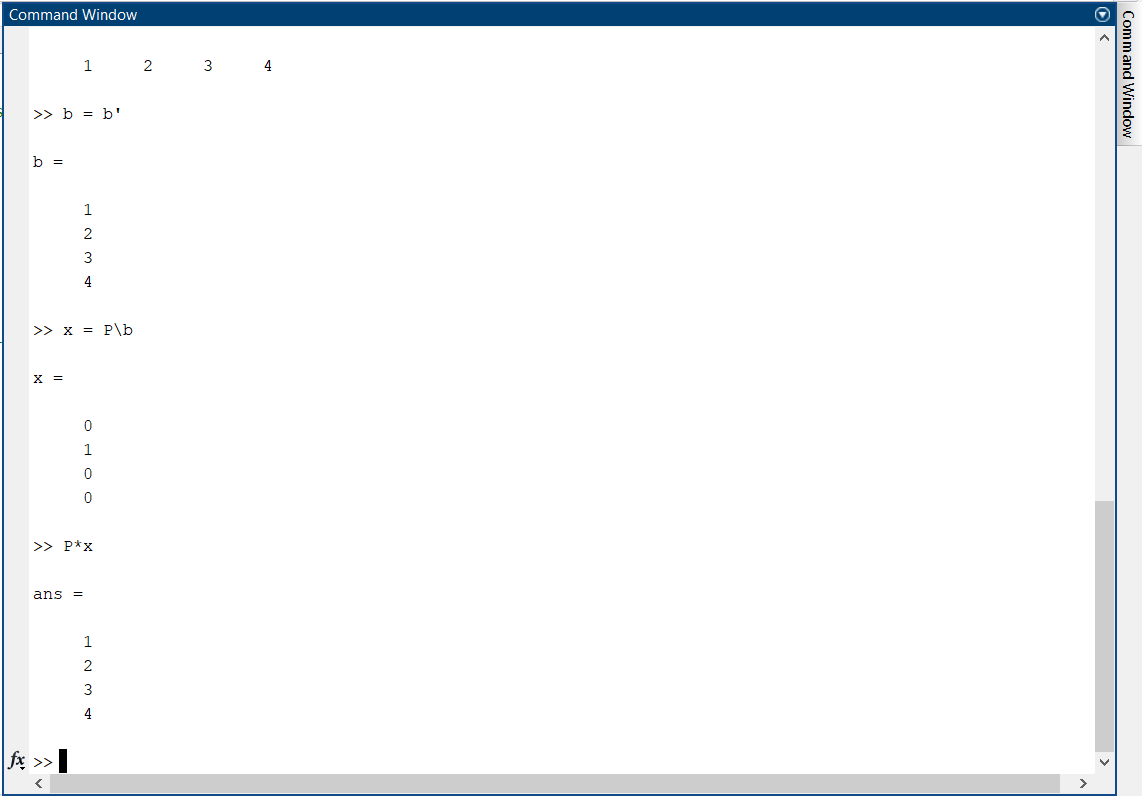 Command Window
1 2 3 4
>> b = b'
b =
1
2
3
4
>> x = P\b
x =
0
1
0
0
>> P*x
ans =
1
2
3
4
fx >>
Command Window